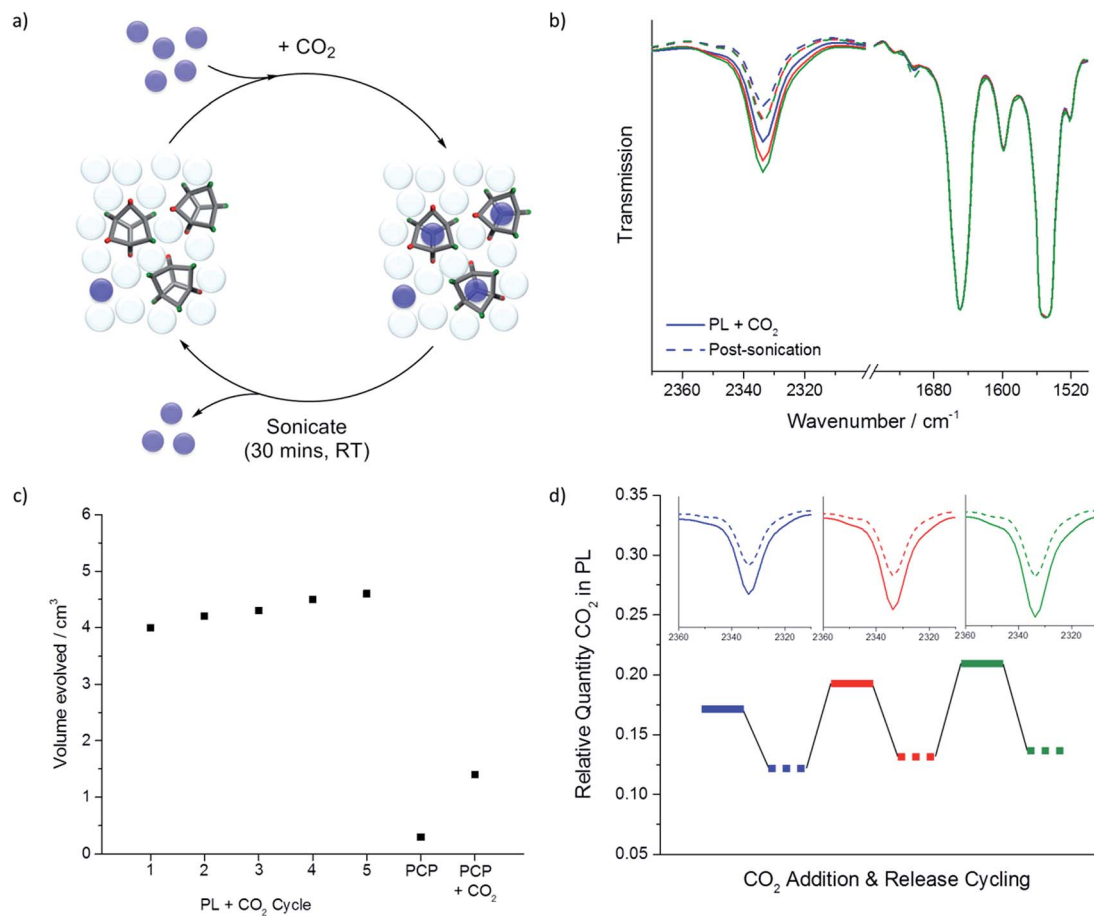 a)
+ CO₂
Sonicate
(30 mins, RT)
b)
Transmission
PL + CO₂
Post-sonication
2360 2340 2320 1680 1600 1520
Wavenumber / cm⁻¹
c)
Volume evolved / cm³
6
5
4
3
2
1
0
1 2 3 4 5 PCP PCP + CO₂
PL + CO₂ Cycle
d)
Relative Quantity CO₂ in PL
0.35
0.30
0.25
0.20
0.15
0.10
0.05
2360 2340 2320
2360 2340 2320
2360 2340 2320
CO₂ Addition & Release Cycling